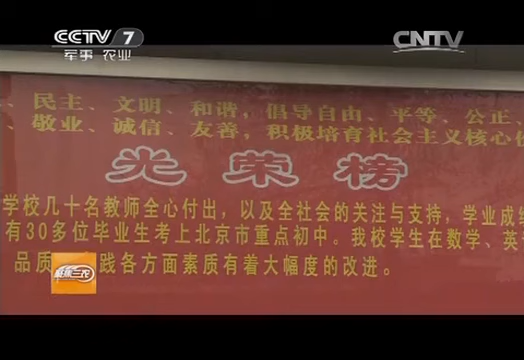 CCTV 7
军事·农业
CNTV
、民主、文明、和谐，倡导自由、平等、公正、
、敬业、诚信、友善，积极培育社会主义核心价
光荣榜
学校几十名教师全心付出，以及全社会的关注与支持，学业成
有30多位毕业生考上北京市重点初中。我校学生在数学、英
品质 践各方面素质有着大幅度的改进。
聚焦三农